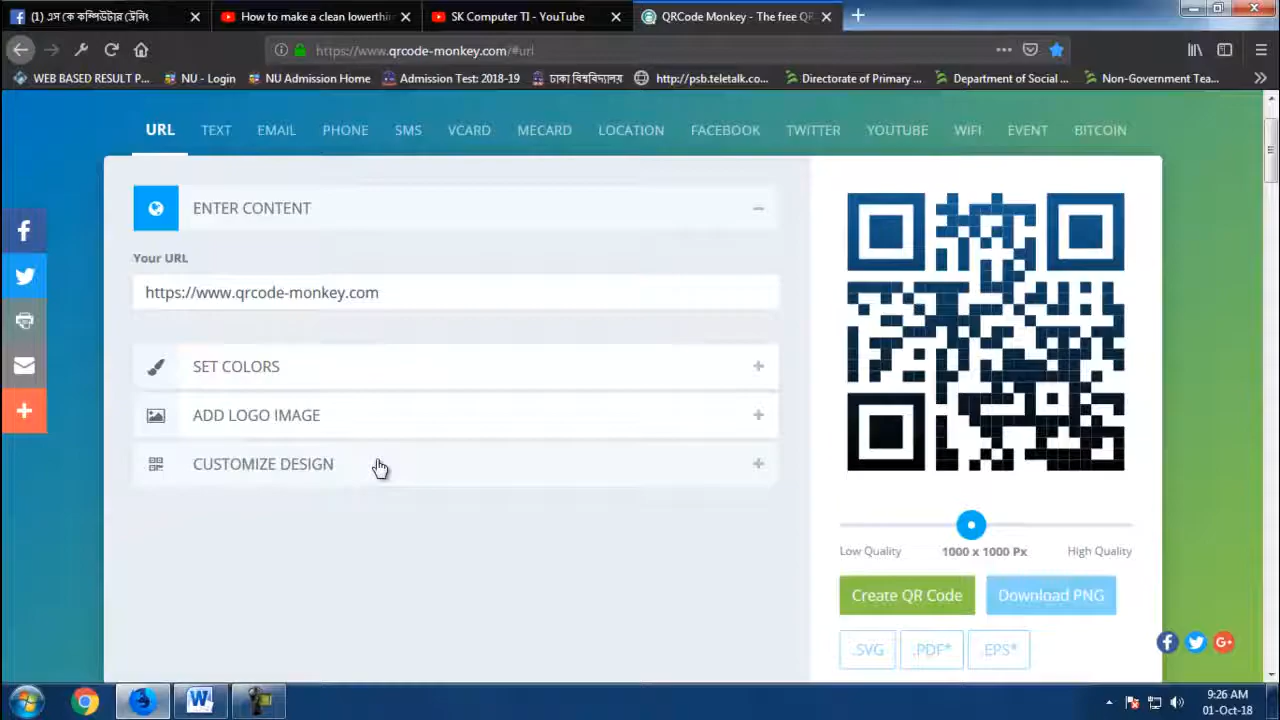 (1) এস কে কম্পিউটার ট্রেনিং
How to make a clean lowerthir
SK Computer TI - YouTube
QRCode Monkey - The free QR
https://www.qrcode-monkey.com/#url
WEB BASED RESULT P...
NU - Login
NU Admission Home
Admission Test: 2018-19
ঢাকা বিশ্ববিদ্যালয়
http://psb.teletalk.co...
Directorate of Primary ...
Department of Social ...
Non-Government Tea...
URL
TEXT
EMAIL
PHONE
SMS
VCARD
MECARD
LOCATION
FACEBOOK
TWITTER
YOUTUBE
WIFI
EVENT
BITCOIN
ENTER CONTENT
Your URL
https://www.qrcode-monkey.com
SET COLORS
ADD LOGO IMAGE
CUSTOMIZE DESIGN
Low Quality
1000 x 1000 Px
High Quality
Create QR Code
Download PNG
.SVG
.PDF*
.EPS*
9:26 AM
01-Oct-18